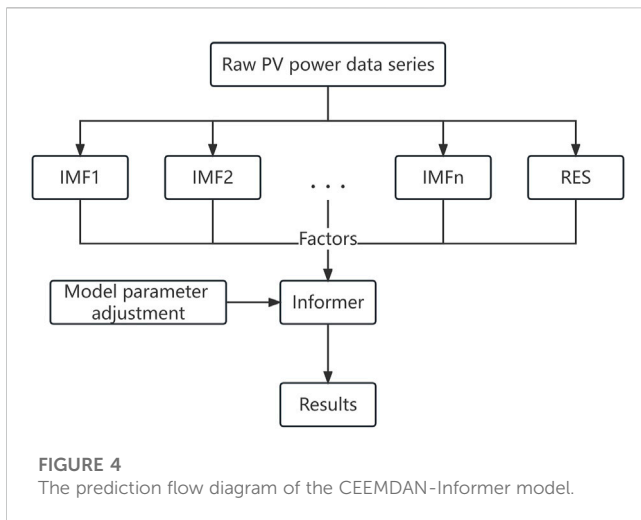 Raw PV power data series
IMF1
IMF2
...
IMFn
RES
Factors
Model parameter
adjustment
Informer
Results
FIGURE 4
The prediction flow diagram of the CEEMDAN-Informer model.